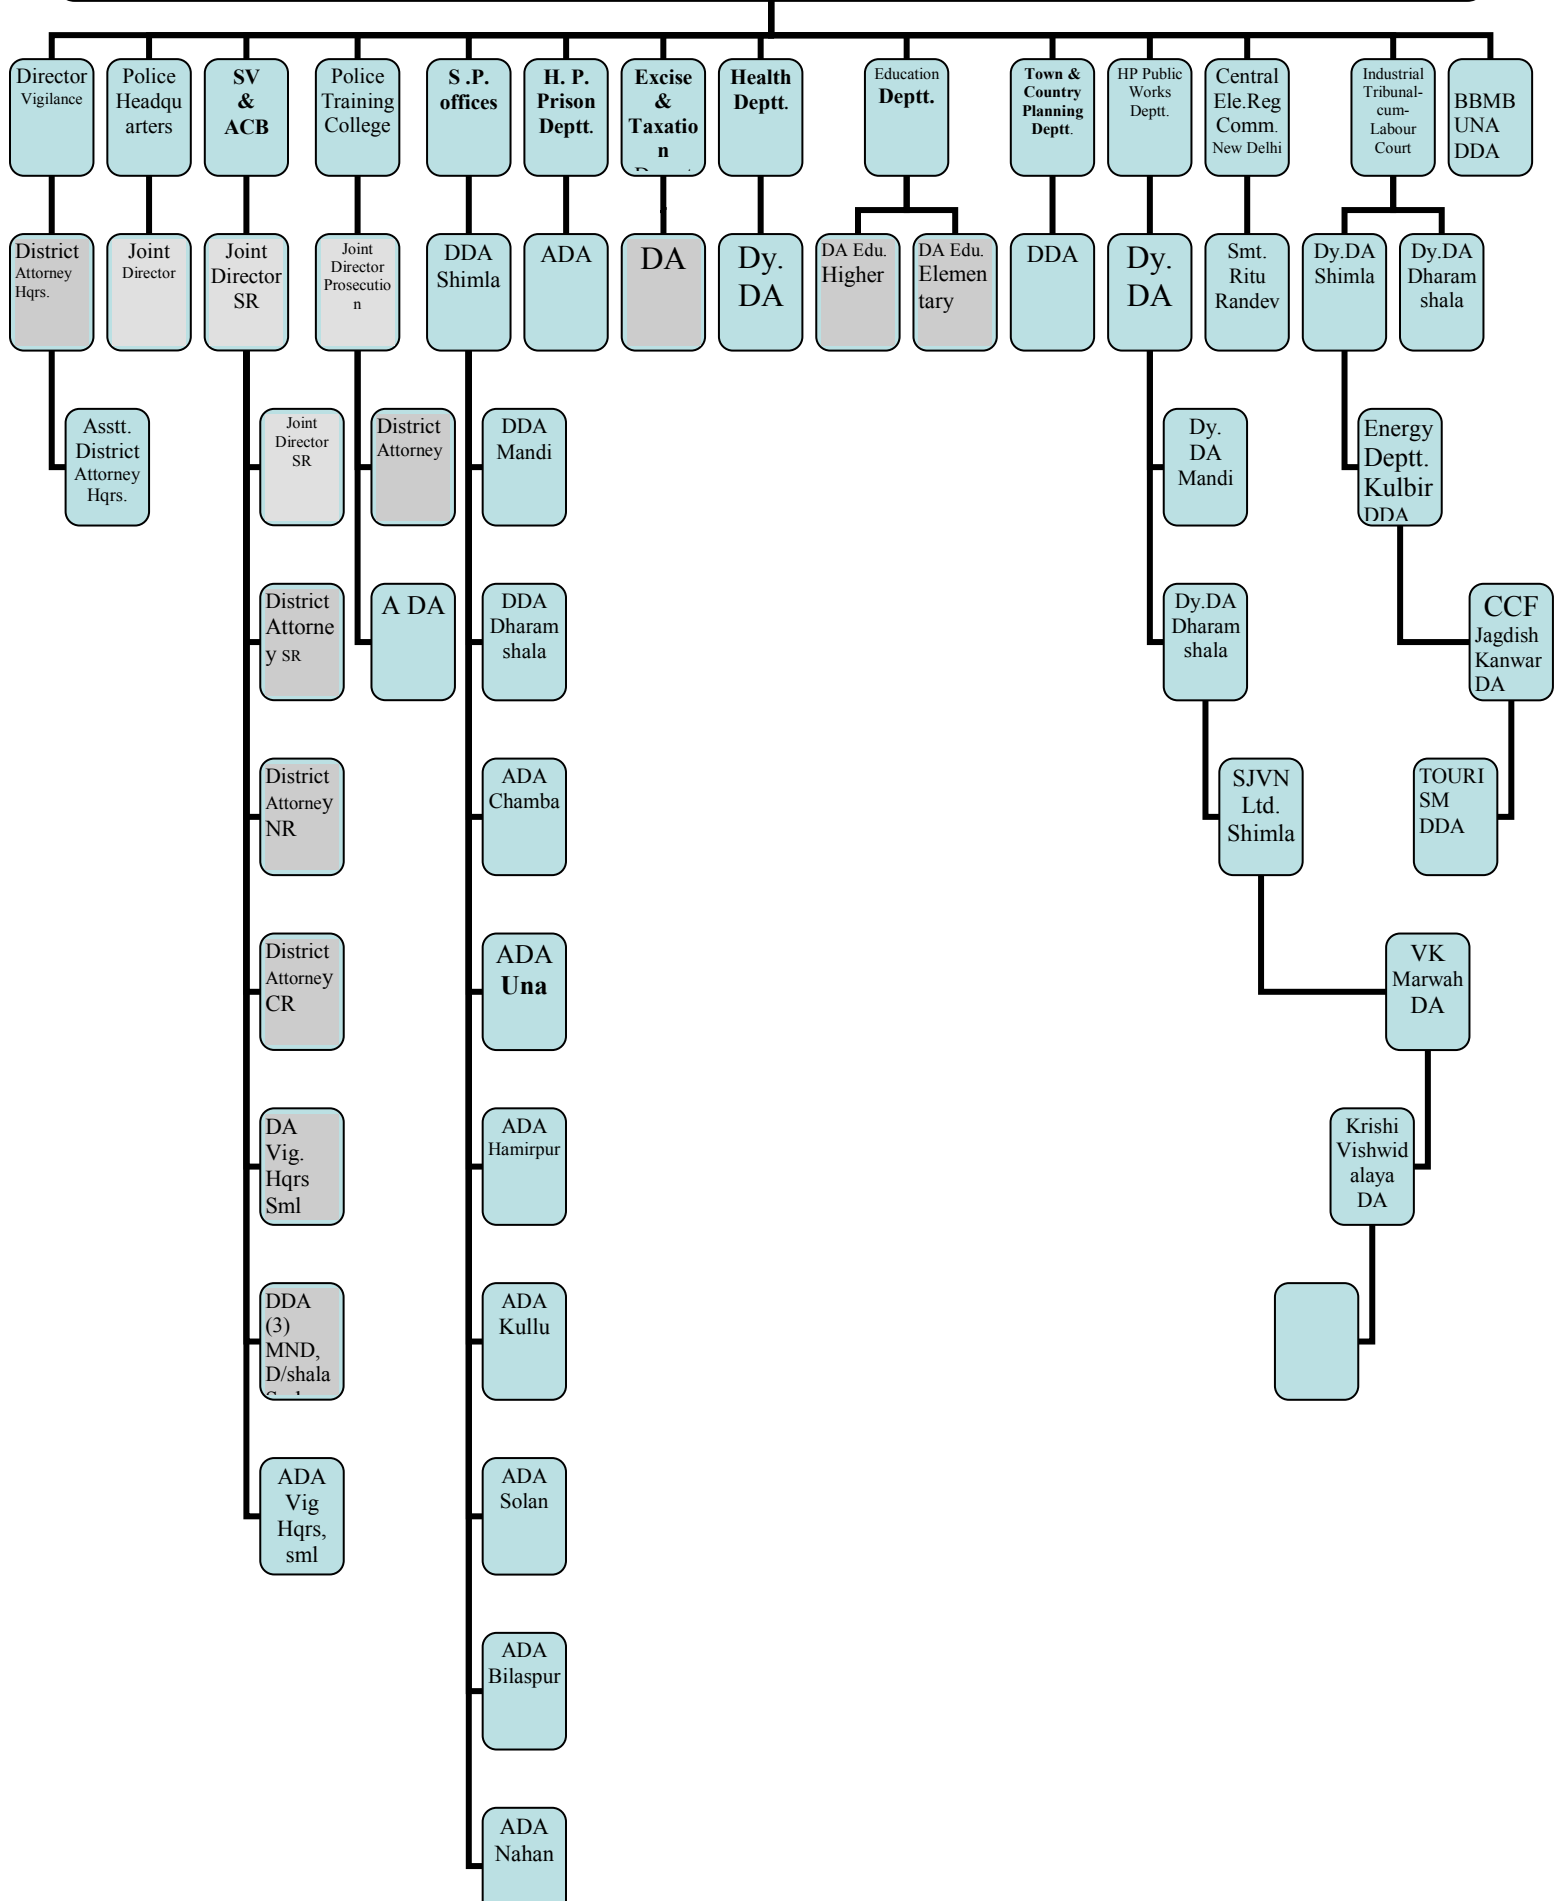 Director
Vigilance
Police
Headqu
arters
SV
&
ACB
Police
Training
College
S .P.
offices
H. P.
Prison
Deptt.
Excise
&
Taxatio
n
Health
Deptt.
Education
Deptt.
Town &
Country
Planning
Deptt.
HP Public
Works
Deptt.
Central
Ele.Reg
Comm.
New Delhi
Industrial
Tribunal-
cum-
Labour
Court
BBMB
UNA
DDA
District
Attorney
Hqrs.
Joint
Director
Joint
Director
SR
Joint
Director
Prosecutio
n
DDA
Shimla
ADA
DA
Dy.
DA
DA Edu.
Higher
DA Edu.
Elemen
tary
DDA
Dy.
DA
Smt.
Ritu
Randev
Dy.DA
Shimla
Dy.DA
Dharam
shala
Asstt.
District
Attorney
Hqrs.
Joint
Director
SR
District
Attorney
DDA
Mandi
Dy.
DA
Mandi
Energy
Deptt.
Kulbir
DDA
District
Attorne
y SR
A DA
DDA
Dharam
shala
Dy.DA
Dharam
shala
CCF
Jagdish
Kanwar
DA
District
Attorney
NR
ADA
Chamba
SJVN
Ltd.
Shimla
TOURI
SM
DDA
District
Attorney
CR
ADA
Una
VK
Marwah
DA
DA
Vig.
Hqrs
Sml
ADA
Hamirpur
Krishi
Vishwid
alaya
DA
DDA
(3)
MND,
D/shala
ADA
Kullu
ADA
Vig
Hqrs,
sml
ADA
Solan
ADA
Bilaspur
ADA
Nahan